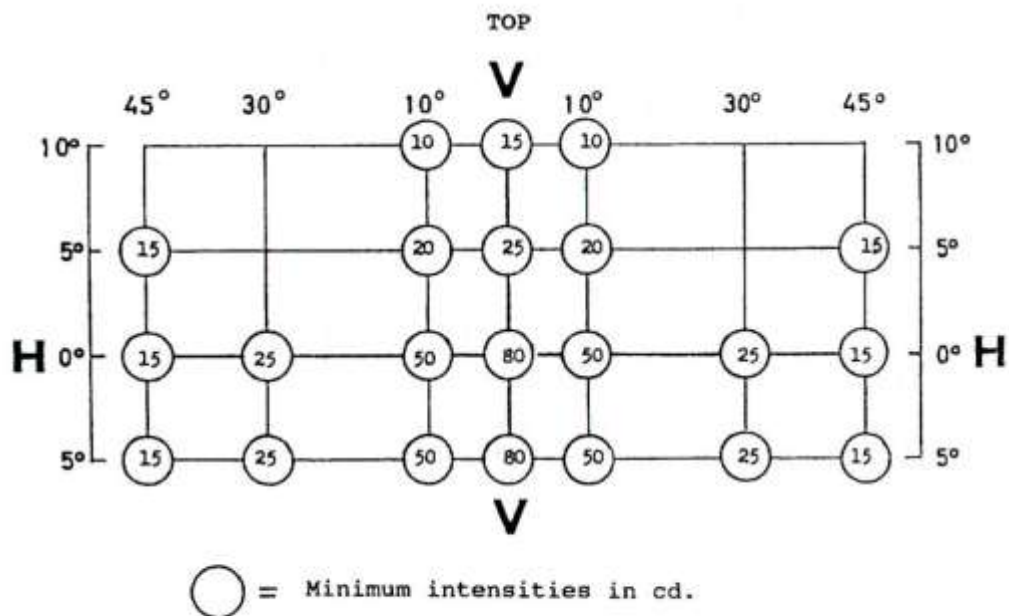 TOP
V
45° 30° 10° 10° 30° 45°
10° 10 15 10 10°
5° 15 20 25 20 15 5°
H 0° 15 25 50 80 50 25 15 0° H
5° 15 25 50 80 50 25 15 5°
V
= Minimum intensities in cd.